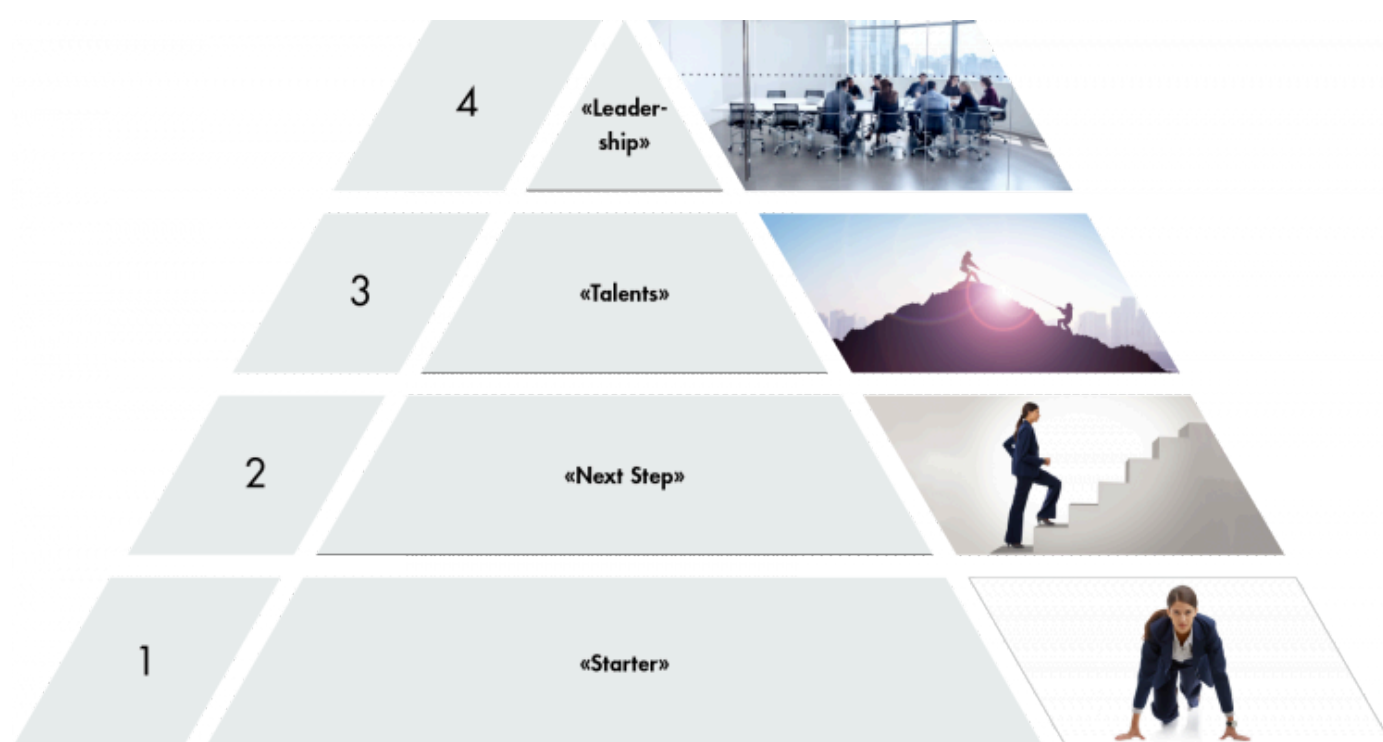 4
«Leader-
ship»
3
«Talents»
2
«Next Step»
1
«Starter»